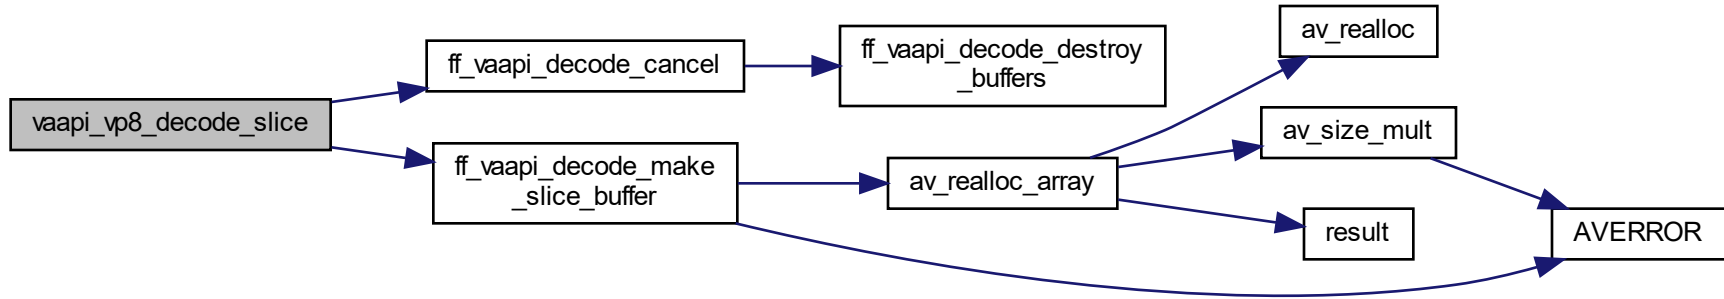 vaapi_vp8_decode_slice
ff_vaapi_decode_cancel
ff_vaapi_decode_destroy
_buffers
ff_vaapi_decode_make
_slice_buffer
av_realloc_array
av_realloc
av_size_mult
result
AVERROR